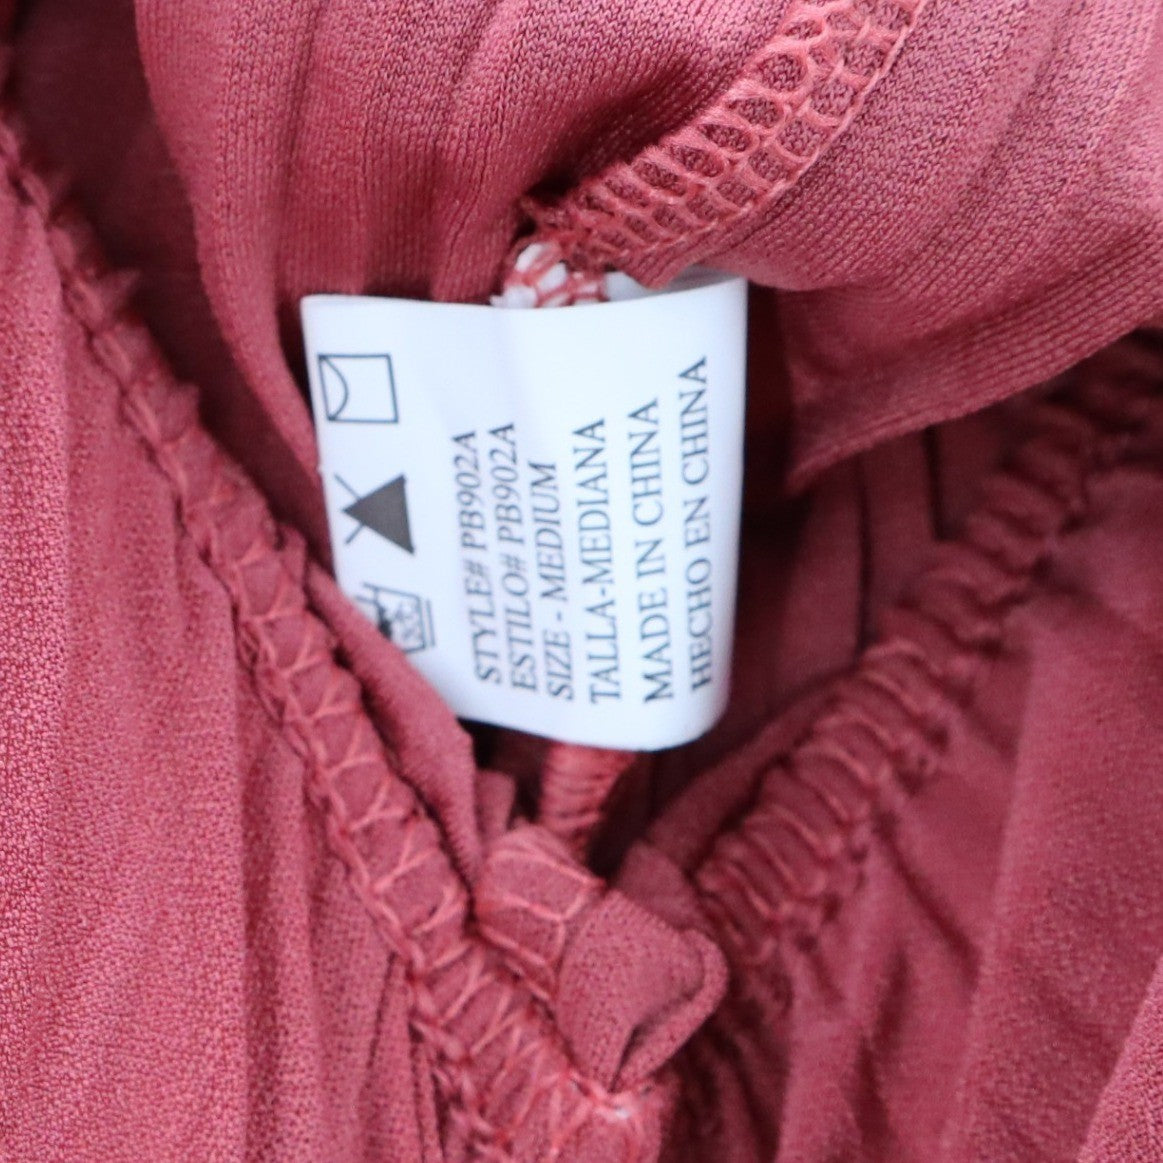 STYLE# PB902A
ESTILO# PB902A
SIZE - MEDIUM
TALLA-MEDIANA
MADE IN CHINA
HECHO EN CHINA